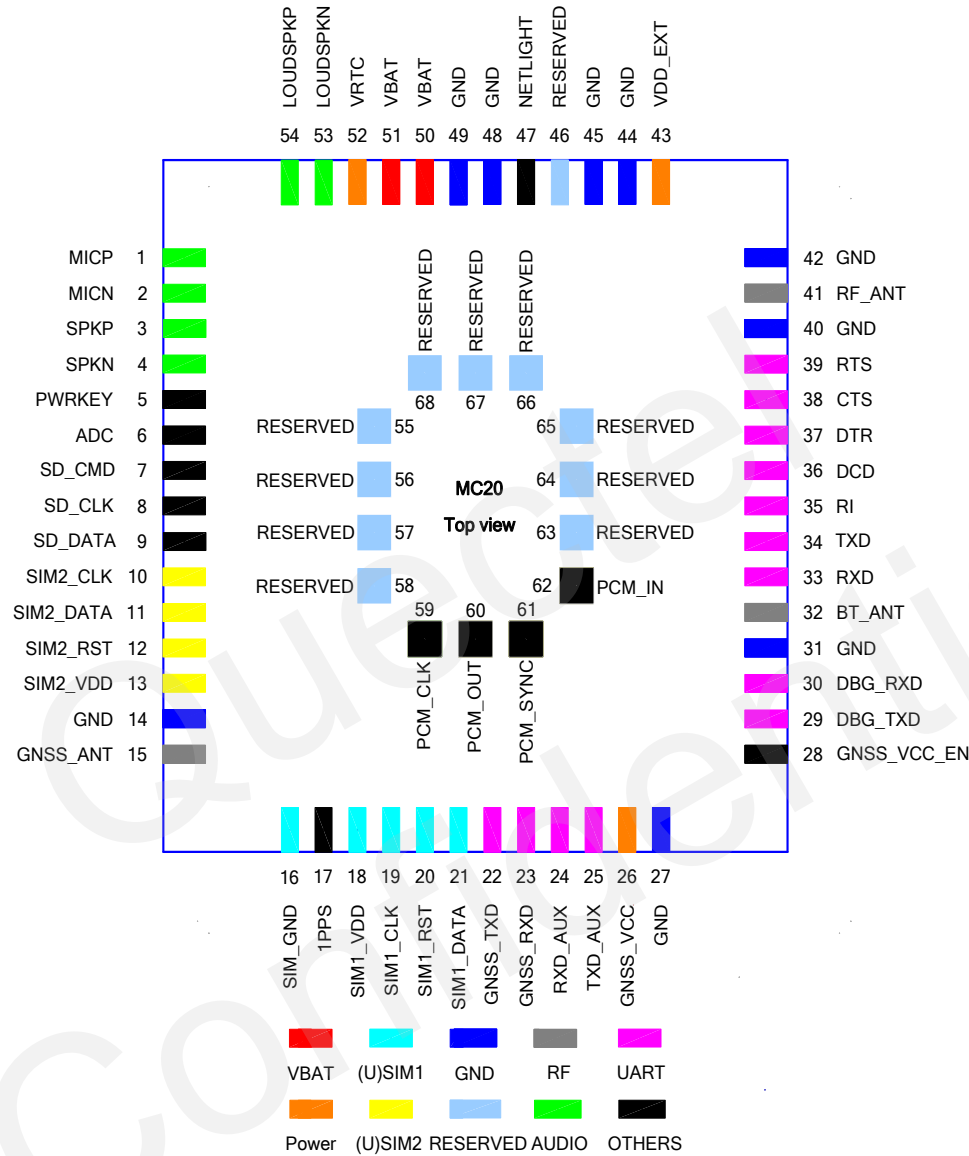 LOUDSPKP
LOUDSPKN
VRTC
VBAT
VBAT
GND
GND
NETLIGHT
RESERVED
GND
GND
VDD_EXT
54 53 52 51 50 49 48 47 46 45 44 43
MICP 1
MICN 2
SPKP 3
SPKN 4
PWRKEY 5
ADC 6
SD_CMD 7
SD_CLK 8
SD_DATA 9
SIM2_CLK 10
SIM2_DATA 11
SIM2_RST 12
SIM2_VDD 13
GND 14
GNSS_ANT 15
RESERVED
RESERVED
RESERVED
68 67 66
RESERVED 55
RESERVED 56
RESERVED 57
RESERVED 58
MC20
Top view
65 RESERVED
64 RESERVED
63 RESERVED
62 PCM_IN
59 60 61
PCM_CLK
PCM_OUT
PCM_SYNC
42 GND
41 RF_ANT
40 GND
39 RTS
38 CTS
37 DTR
36 DCD
35 RI
34 TXD
33 RXD
32 BT_ANT
31 GND
30 DBG_RXD
29 DBG_TXD
28 GNSS_VCC_EN
16 17 18 19 20 21 22 23 24 25 26 27
SIM_GND
1PPS
SIM1_VDD
SIM1_CLK
SIM1_RST
SIM1_DATA
GNSS_TXD
GNSS_RXD
RXD_AUX
TXD_AUX
GNSS_VCC
GND
VBAT (U)SIM1 GND RF UART
Power (U)SIM2 RESERVED AUDIO OTHERS
Quectel
Confidenti